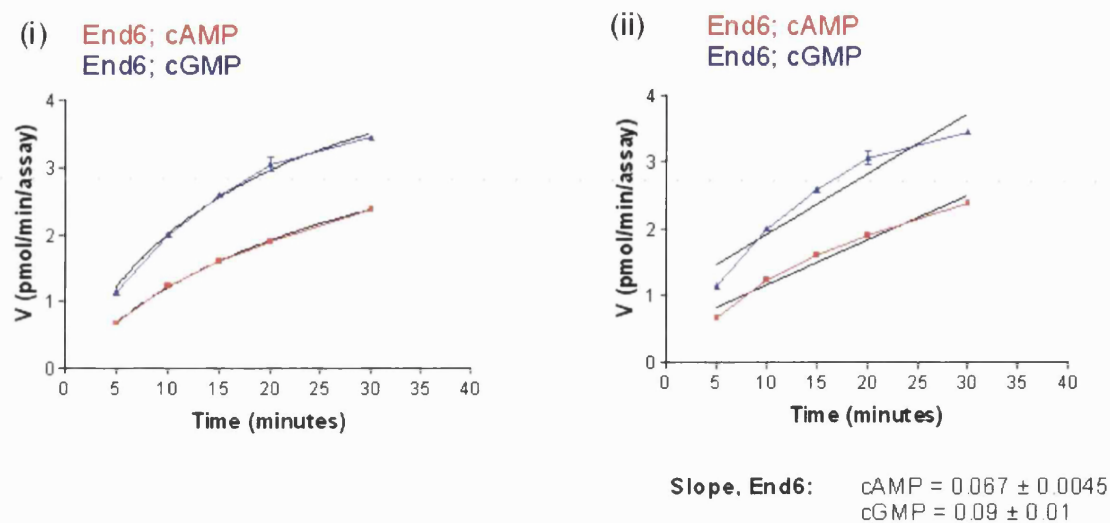 (i)
End6; cAMP
End6; cGMP
V (pmol/min/assay)
4
3
2
1
0
0 5 10 15 20 25 30 35 40
Time (minutes)
(ii)
End6; cAMP
End6; cGMP
V (pmol/min/assay)
4
3
2
1
0
0 5 10 15 20 25 30 35 40
Time (minutes)
Slope, End6: cAMP = 0.067 ± 0.0045
cGMP = 0.09 ± 0.01